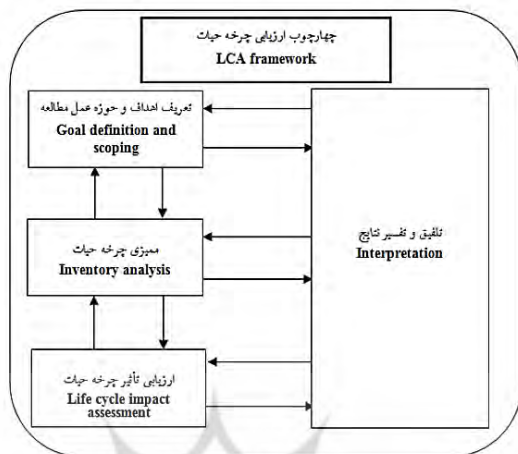 چهارچوب ارزیابی چرخه حیات
LCA framework
تعریف اهداف و حوزه عمل مطالعه
Goal definition and
scoping
ممیزی چرخه حیات
Inventory analysis
ارزیابی تأثیر چرخه حیات
Life cycle impact
assessment
تلفیق و تفسیر نتایج
Interpretation